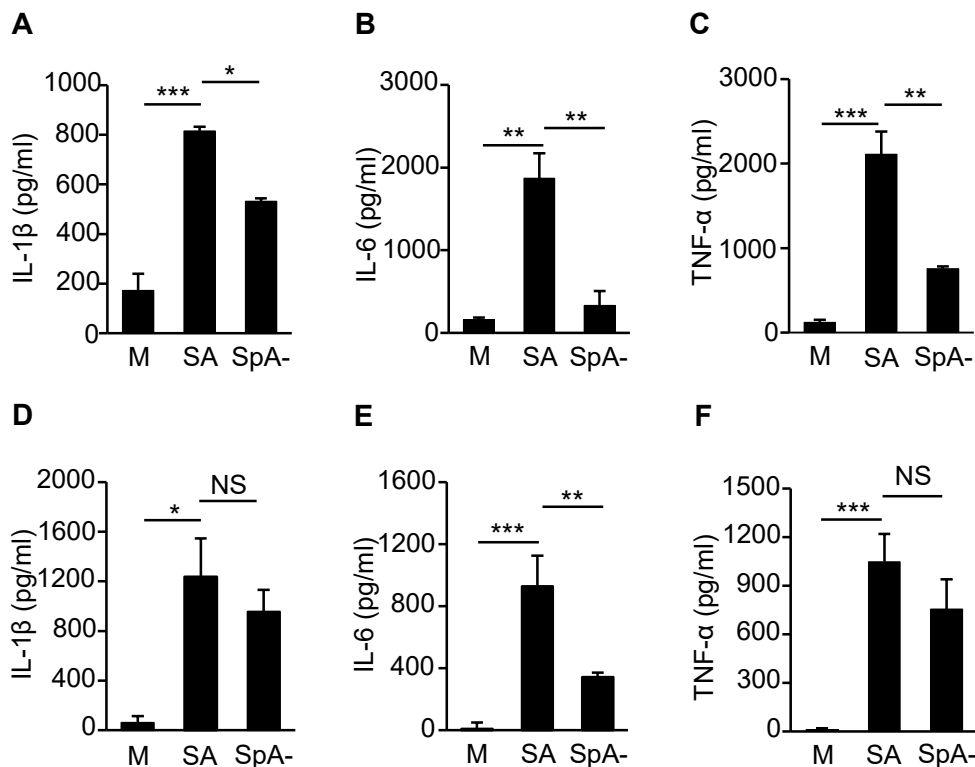 A
IL-1β (pg/ml)
1000
800
600
400
200
0
***
*
M SA SpA-
B
IL-6 (pg/ml)
3000
2000
1000
0
**
**
M SA SpA-
C
TNF-α (pg/ml)
3000
2000
1000
0
***
**
M SA SpA-
D
IL-1β (pg/ml)
2000
1600
1200
800
400
0
*
NS
M SA SpA-
E
IL-6 (pg/ml)
1600
1200
800
400
0
***
**
M SA SpA-
F
TNF-α (pg/ml)
1500
1200
900
600
300
0
***
NS
M SA SpA-